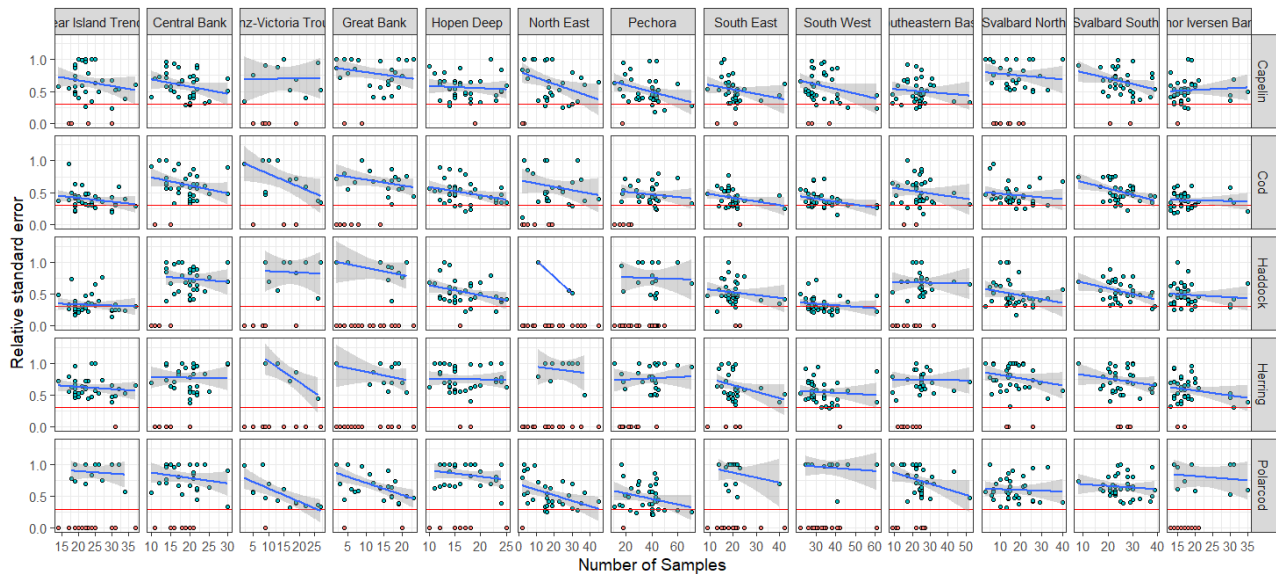 ear Island Trend Central Bank nz-Victoria Trou Great Bank Hopen Deep North East Pechora South East South West utheastern Bas Svalbard North Svalbard South nor Iversen Ban
1.0
0.5
0.0
Capelin
1.0
0.5
0.0
Cod
1.0
0.5
0.0
Haddock
1.0
0.5
0.0
Herring
1.0
0.5
0.0
Polarcod
Relative standard error
15 20 25 30 35 10 15 20 25 30 5 10 15 20 25 5 10 15 20 10 15 20 25 0 10 20 30 40 20 40 60 10 20 30 40 20 30 40 50 60 10 20 30 40 50 0 10 20 30 40 10 20 30 40 15 20 25 30 35
Number of Samples